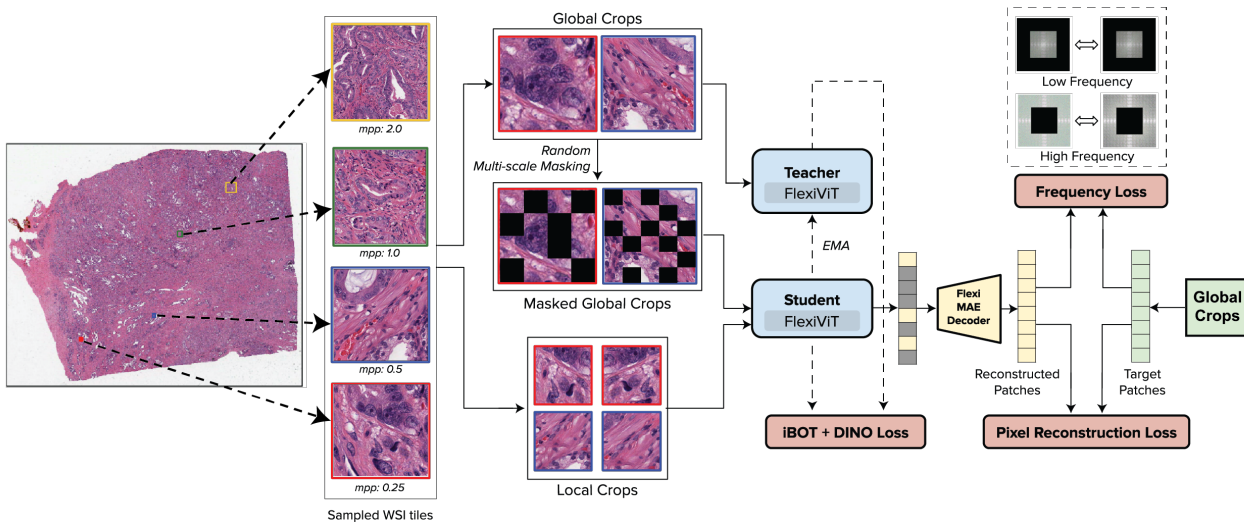 mpp: 2.0
mpp: 1.0
mpp: 0.5
mpp: 0.25
Sampled WSI tiles
Global Crops
Random
Multi-scale Masking
Masked Global Crops
Local Crops
Teacher
FlexiViT
EMA
Student
FlexiViT
iBOT + DINO Loss
Flexi
MAE
Decoder
Reconstructed
Patches
Low Frequency
High Frequency
Frequency Loss
Target
Patches
Global
Crops
Pixel Reconstruction Loss